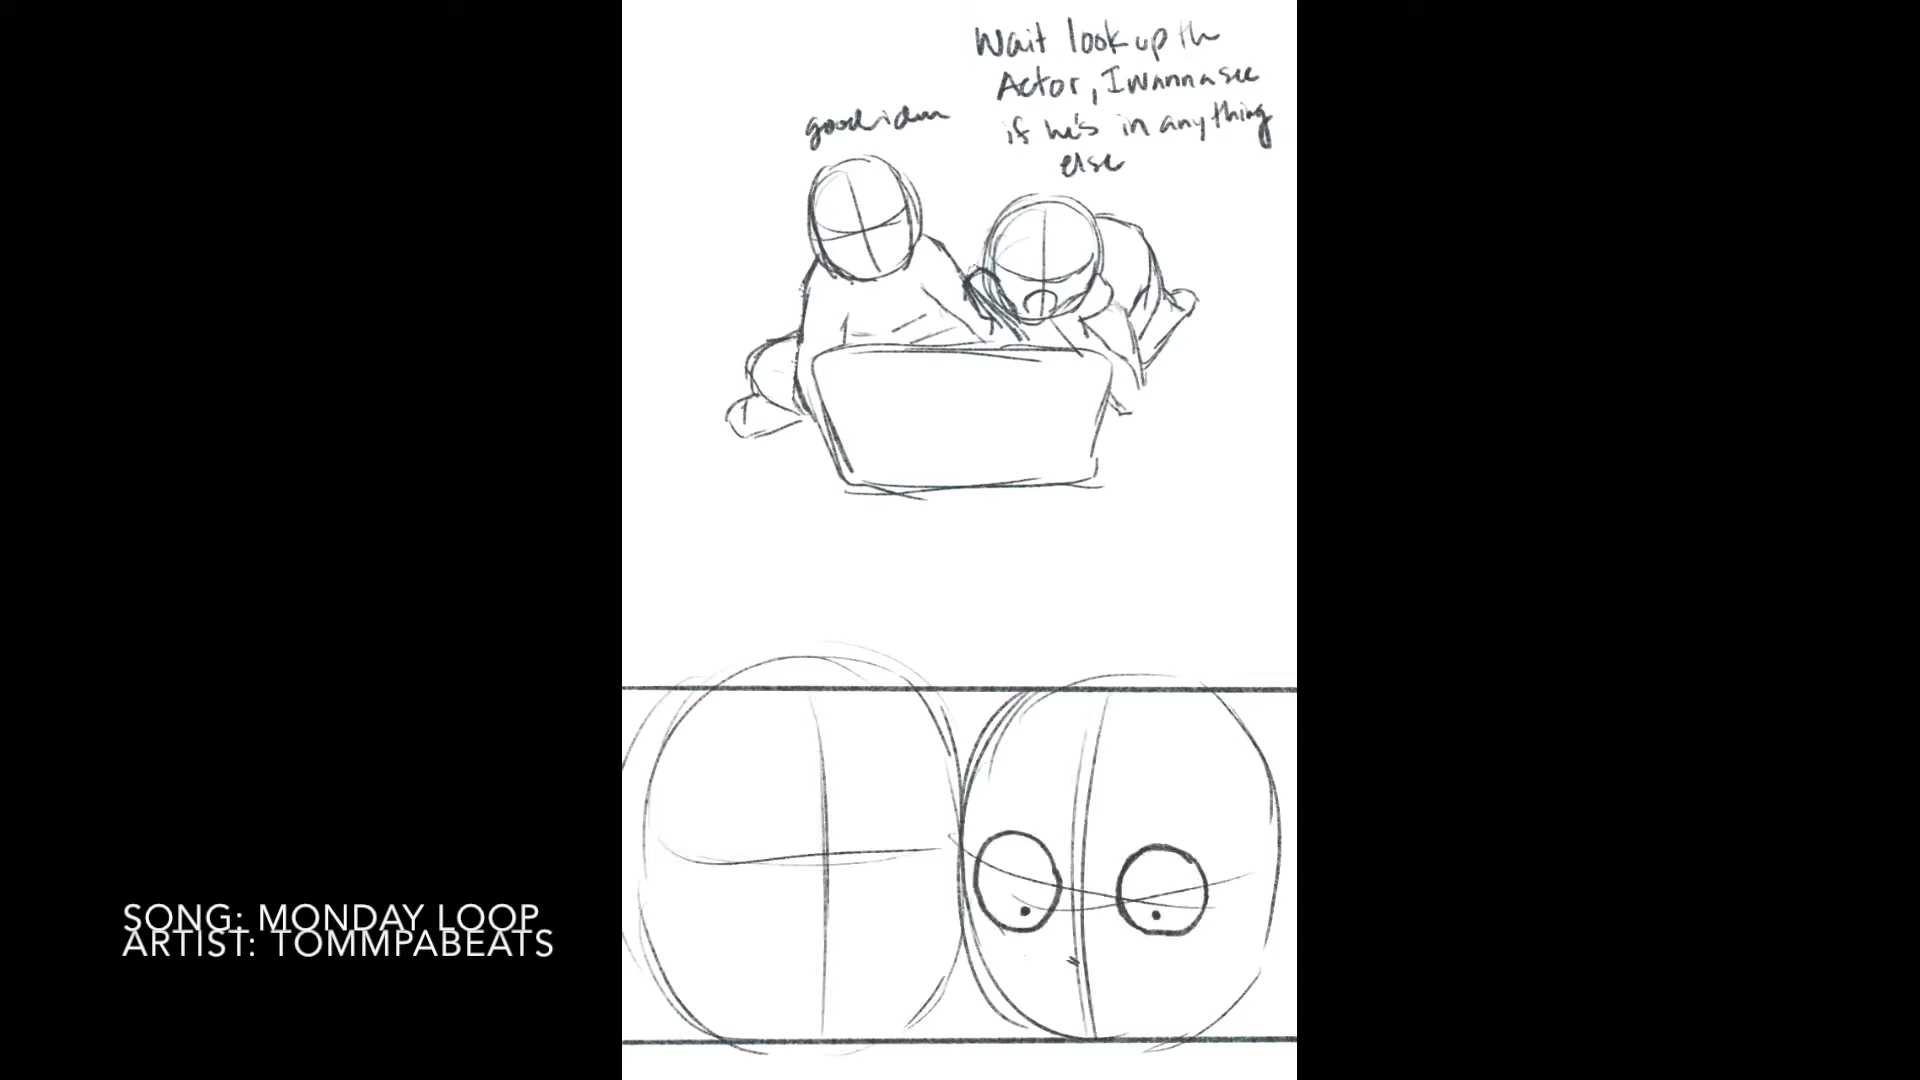 Wait look up the
Actor, I wanna see
if he's in anything
else
good idea
SONG: MONDAY LOOP
ARTIST: TOMMPABEATS